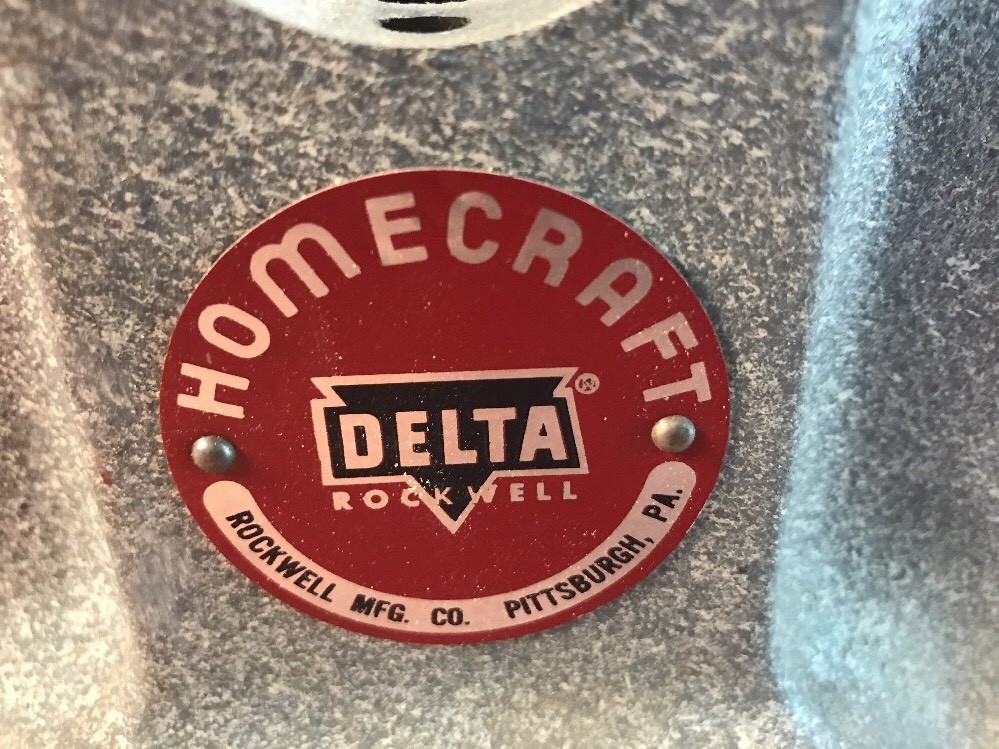 HOMECRAFT
DELTA®
ROCKWELL
ROCKWELL MFG. CO. PITTSBURGH, PA.